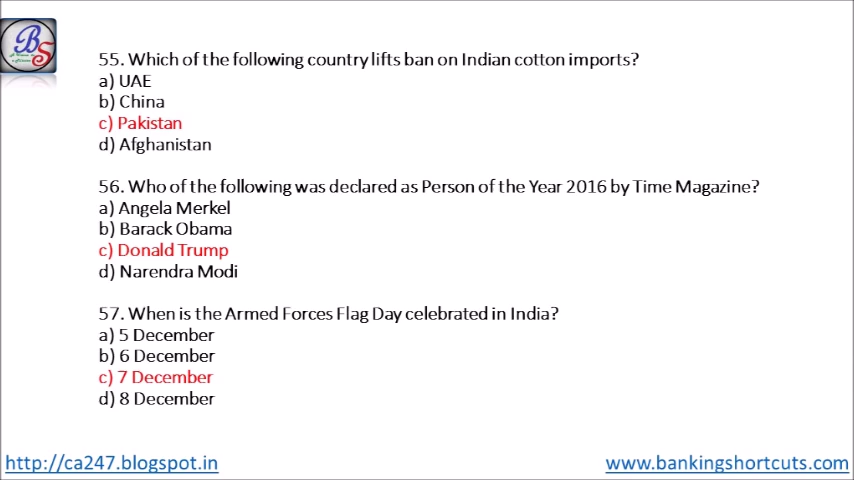 BS
55. Which of the following country lifts ban on Indian cotton imports?
a) UAE
b) China
c) Pakistan
d) Afghanistan
56. Who of the following was declared as Person of the Year 2016 by Time Magazine?
a) Angela Merkel
b) Barack Obama
c) Donald Trump
d) Narendra Modi
57. When is the Armed Forces Flag Day celebrated in India?
a) 5 December
b) 6 December
c) 7 December
d) 8 December
http://ca247.blogspot.in
www.bankingshortcuts.com